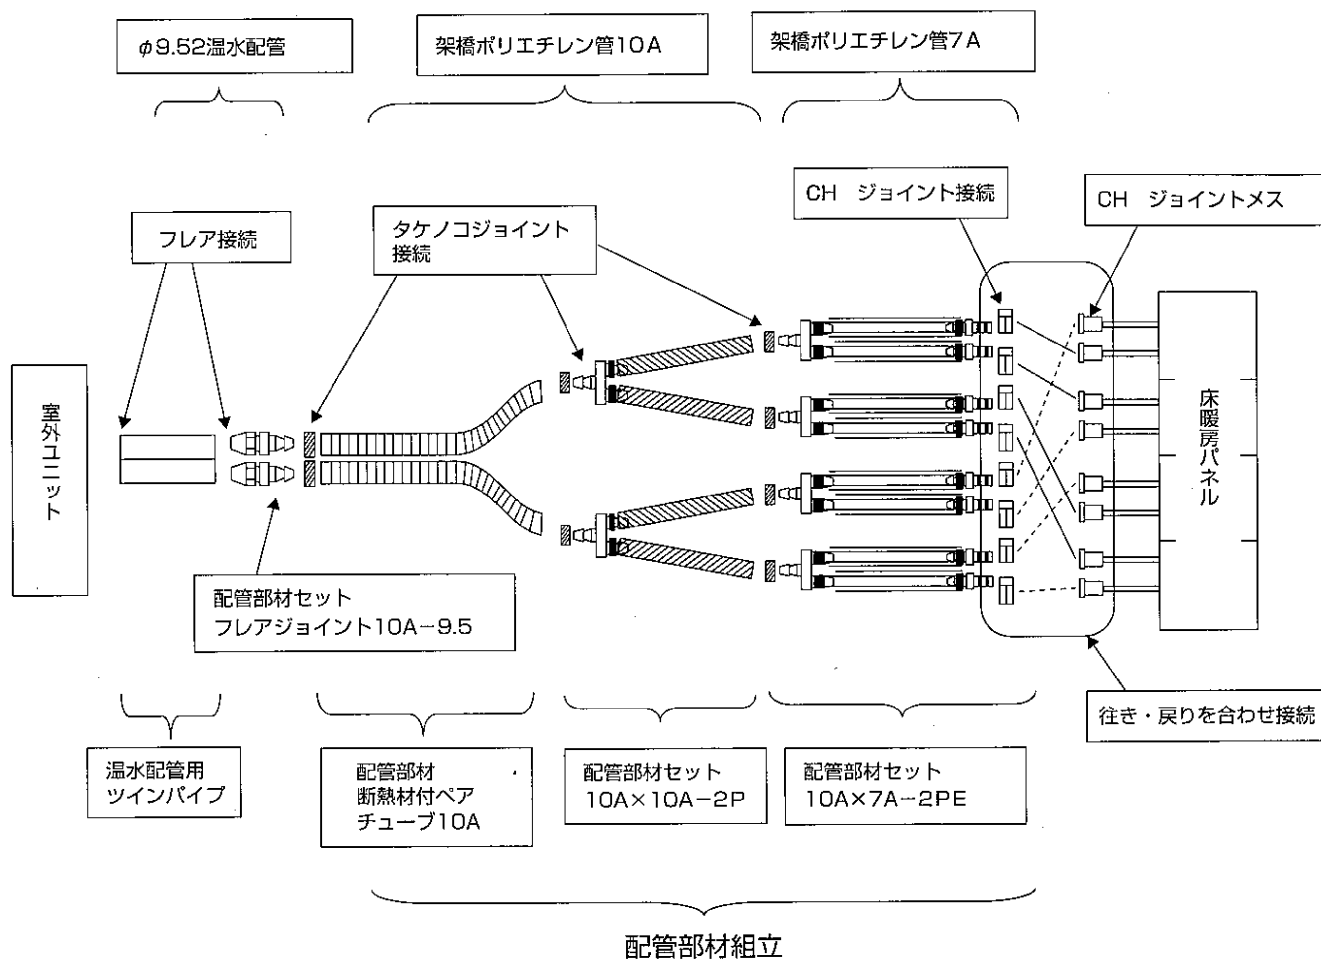 φ9.52温水配管
架橋ポリエチレン管10A
架橋ポリエチレン管7A
CH ジョイント接続
CH ジョイントメス
フレア接続
タケノコジョイント
接続
室外ユニット
床暖房パネル
配管部材セット
フレアジョイント10A−9.5
往き・戻りを合わせ接続
温水配管用
ツインパイプ
配管部材
断熱材付ペア
チューブ10A
配管部材セット
10A×10A−2P
配管部材セット
10A×7A−2PE
配管部材組立